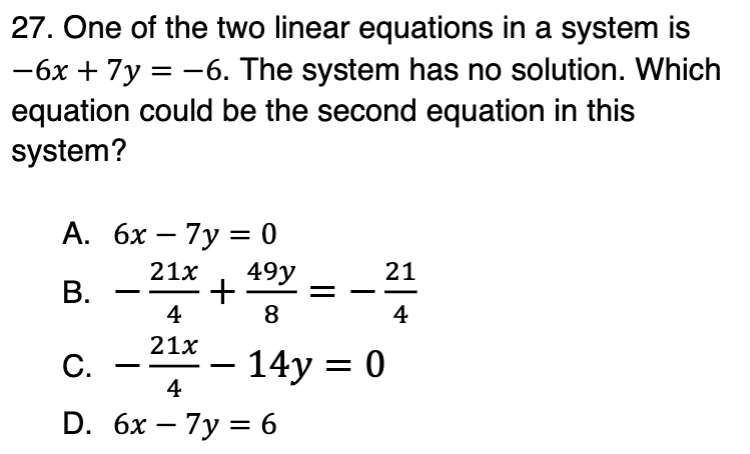 27. One of the two linear equations in a system is
−6x + 7y = −6. The system has no solution. Which
equation could be the second equation in this
system?
A. 6x − 7y = 0
B. −21x/4 + 49y/8 = −21/4
C. −21x/4 − 14y = 0
D. 6x − 7y = 6